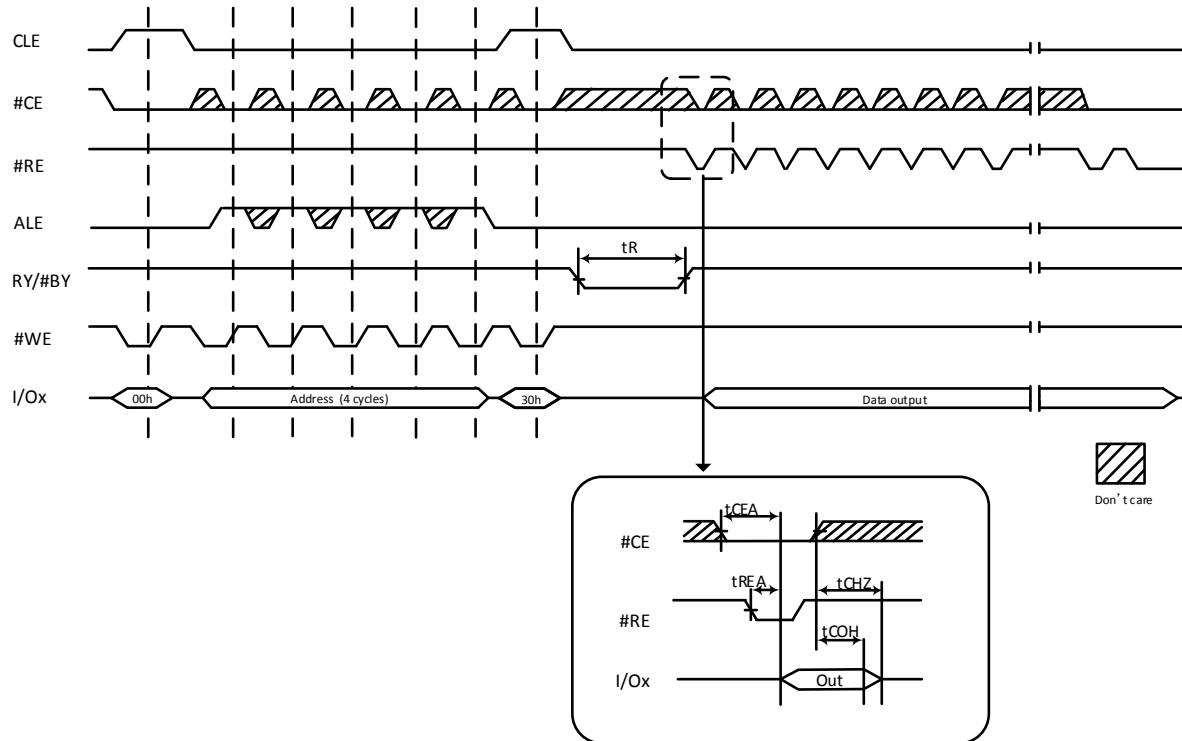 CLE
#CE
#RE
ALE
tR
RY/#BY
#WE
I/Ox
00h
Address (4 cycles)
30h
Data output
Don't care
tCEA
#CE
tREA
tCHZ
#RE
tCOH
I/Ox
Out